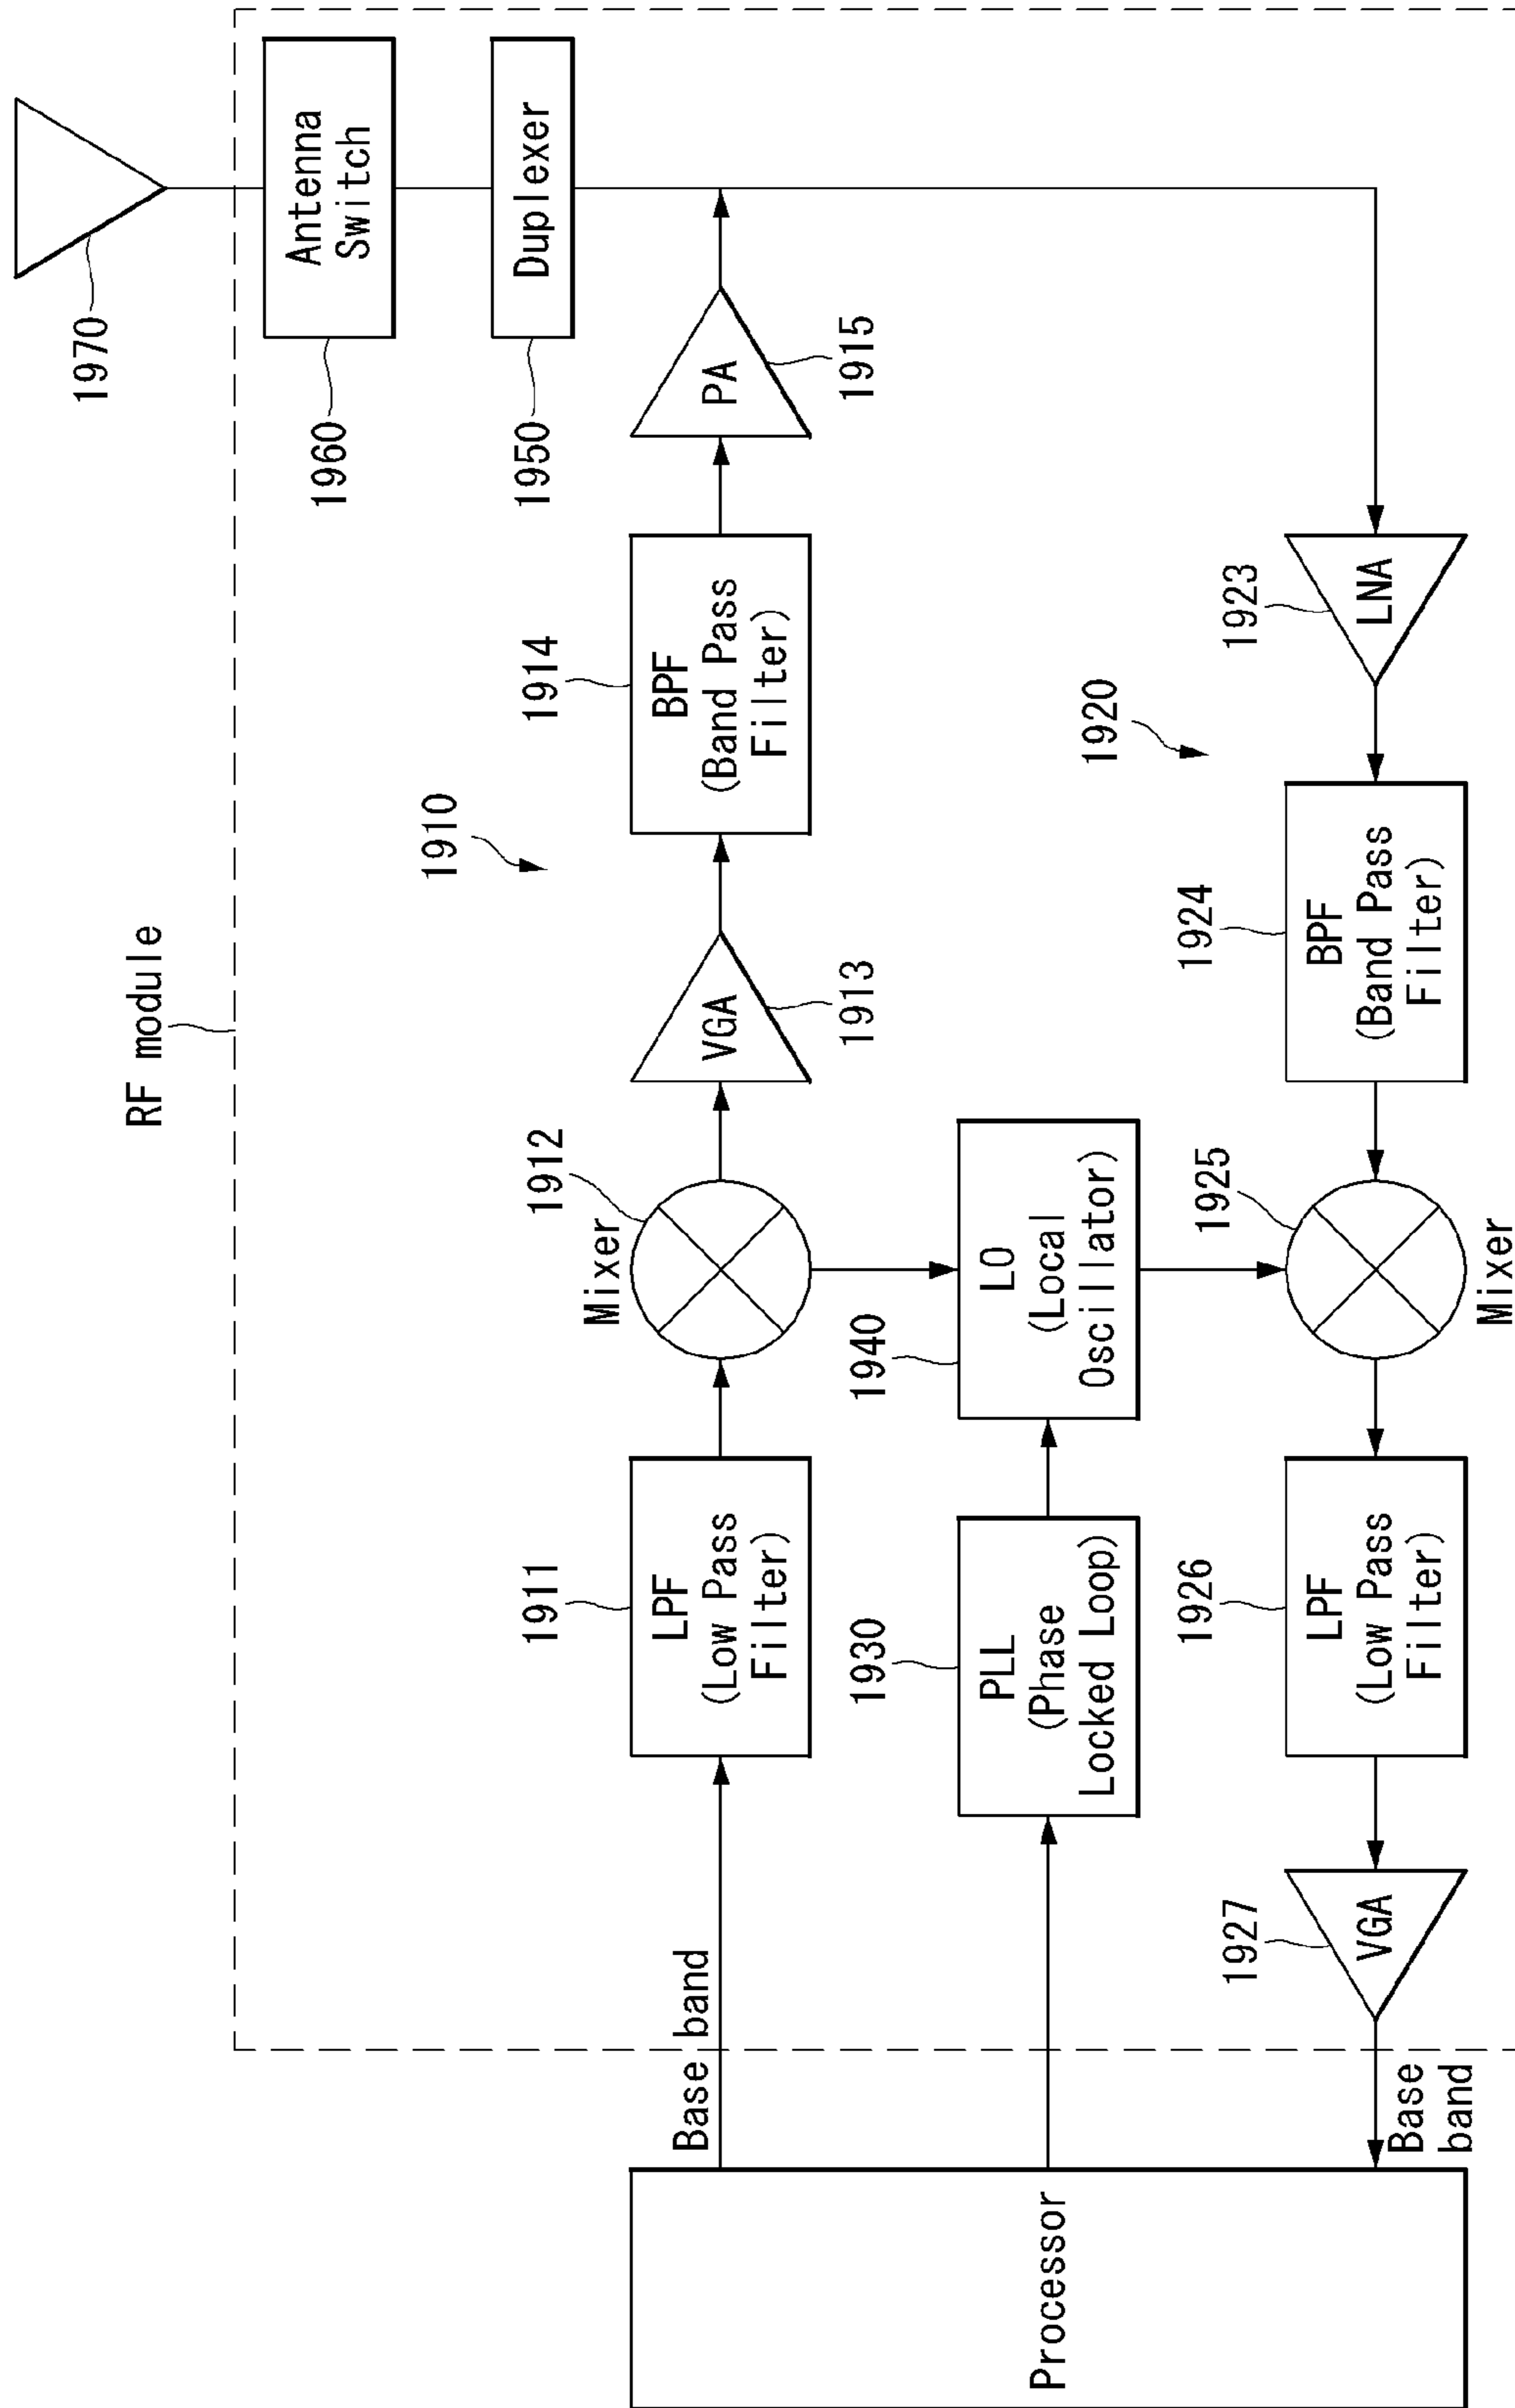 RF module
1970
Antenna
Switch
1960
Duplexer
1950
1910
Base band
LPF
(Low Pass
Filter)
1911
Mixer
1912
VGA
1913
BPF
(Band Pass
Filter)
1914
PA
1915
Processor
PLL
(Phase
Locked Loop)
1930
LO
(Local
Oscillator)
1940
1920
Base
band
VGA
1927
LPF
(Low Pass
Filter)
1926
Mixer
1925
BPF
(Band Pass
Filter)
1924
LNA
1923